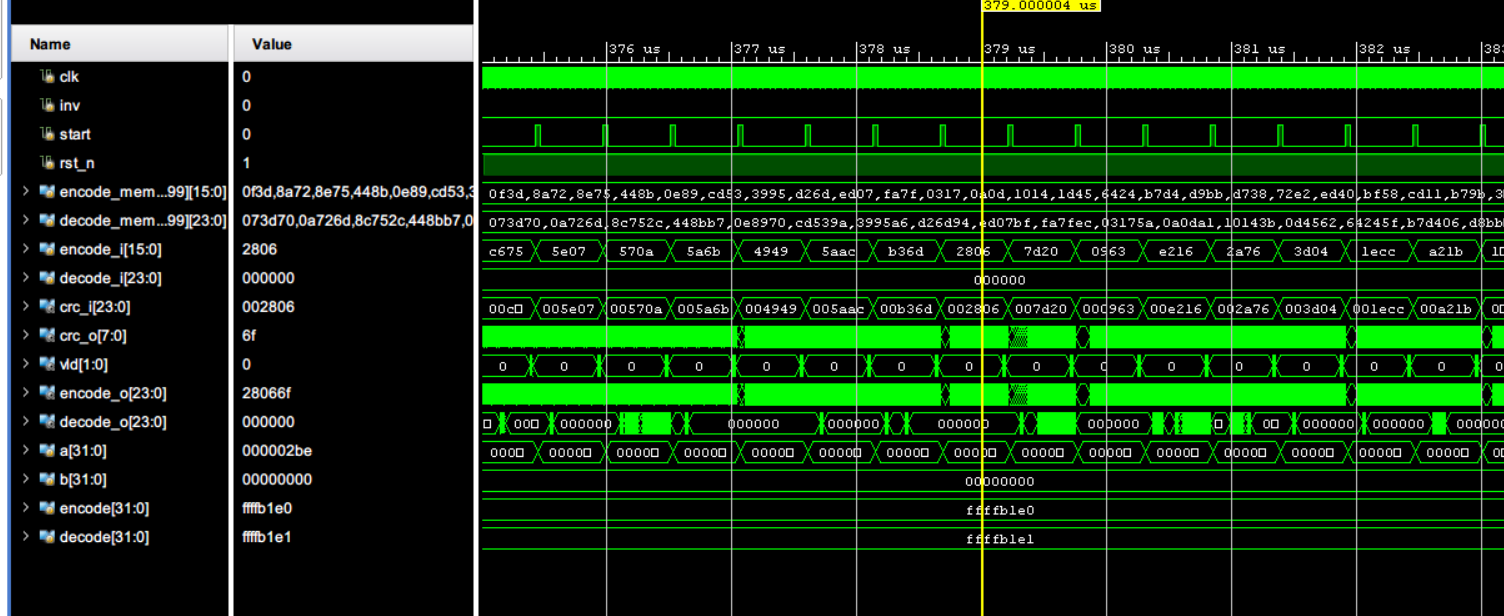 379.000004 us
Name Value
376 us 377 us 378 us 379 us 380 us 381 us 382 us 383
clk 0
inv 0
start 0
rst_n 1
encode_mem...99][15:0] 0f3d,8a72,8e75,448b,0e89,cd53,3 0f3d,8a72,8e75,448b,0e89,cd53,3995,d26d,ed07,fa7f,0317,0a0d,1014,1d45,6424,b7d4,d9bb,d738,72e2,ed40,bf58,cd11,b79b,3
decode_mem...99][23:0] 073d70,0a726d,8c752c,448bb7,0 073d70,0a726d,8c752c,448bb7,0e8970,cd539a,3995a6,d26d94,ed07bf,fa7fec,03175a,0a0da1,10143b,0d4562,64245f,b7d406,d8bb
encode_i[15:0] 2806 c675 5e07 570a 5a6b 4949 5aac b36d 2806 7d20 0963 e216 2a76 3d04 1ecc a21b
decode_i[23:0] 000000 000000
crc_i[23:0] 002806 00c 005e07 00570a 005a6b 004949 005aac 00b36d 002806 007d20 000963 00e216 002a76 003d04 001ecc 00a21b
crc_o[7:0] 6f
vld[1:0] 0 0 0 0 0 0 0 0 0 0 0 0 0 0 0 0 0
encode_o[23:0] 28066f
decode_o[23:0] 000000 00 000000 000000 000000 000000 000000 0 000000 000000 000000
a[31:0] 000002be 0000 0000 0000 0000 0000 0000 0000 0000 0000 0000 0000 0000 0000 0000 0000
b[31:0] 00000000 00000000
encode[31:0] ffffb1e0 ffffb1e0
decode[31:0] ffffb1e1 ffffb1e1